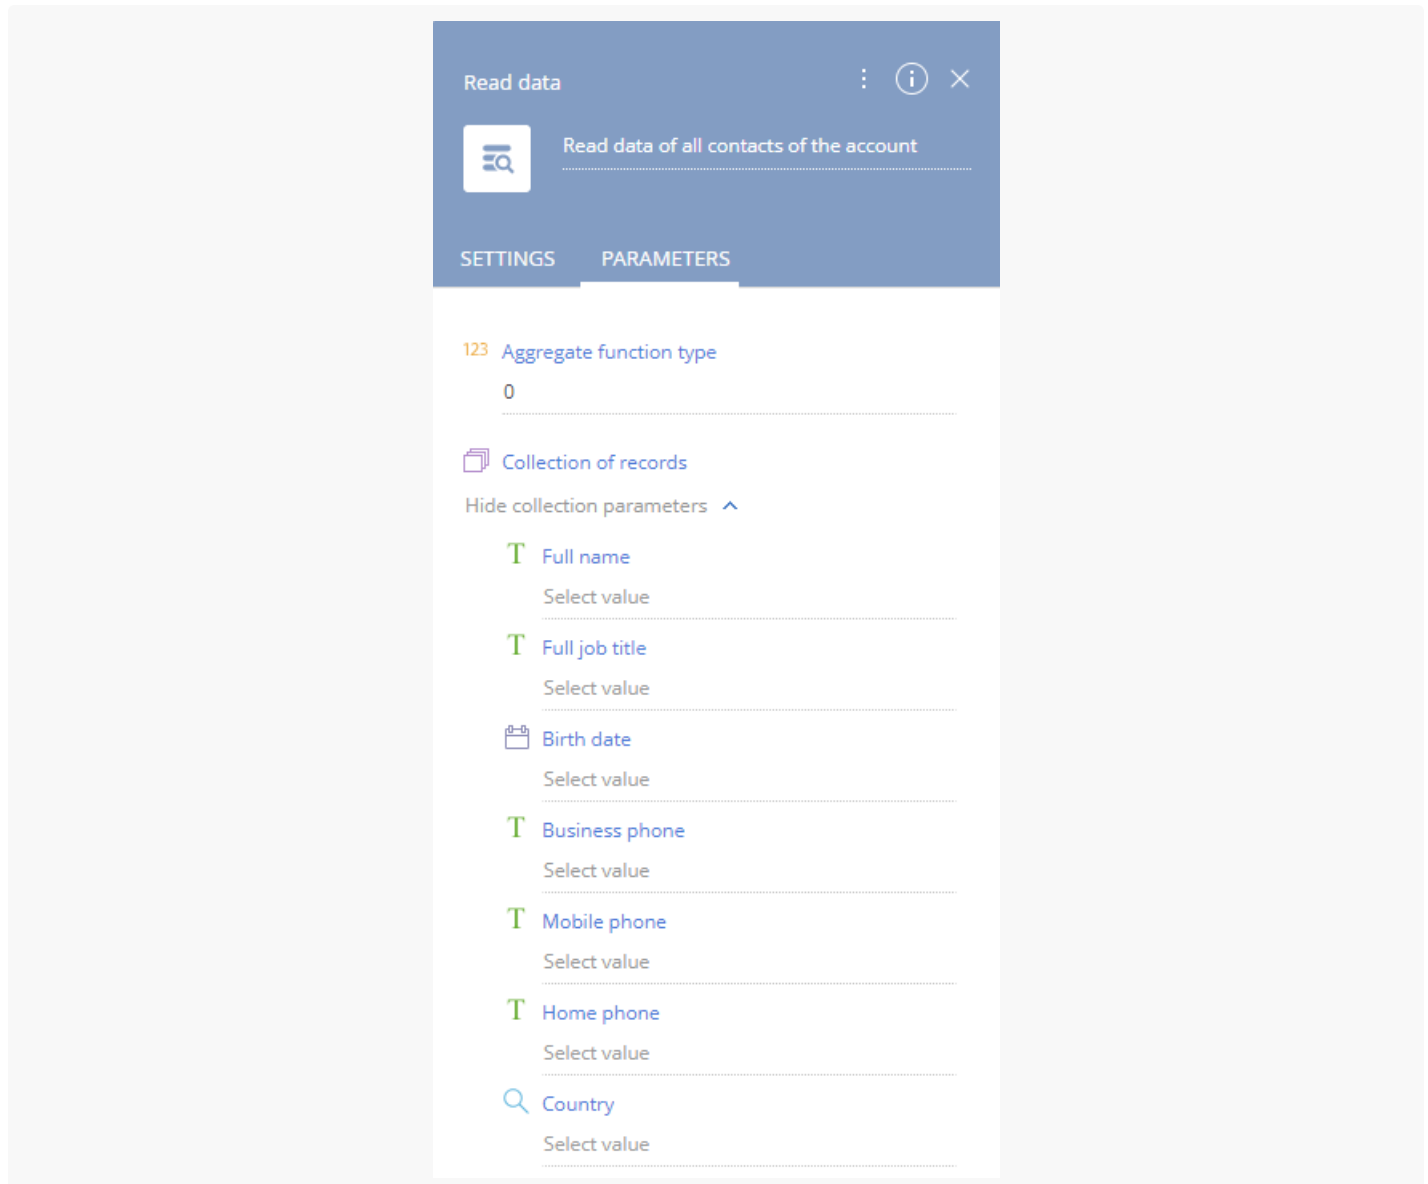 Read data
Read data of all contacts of the account
SETTINGS PARAMETERS
123 Aggregate function type
0
Collection of records
Hide collection parameters
T Full name
Select value
T Full job title
Select value
Birth date
Select value
T Business phone
Select value
T Mobile phone
Select value
T Home phone
Select value
Country
Select value